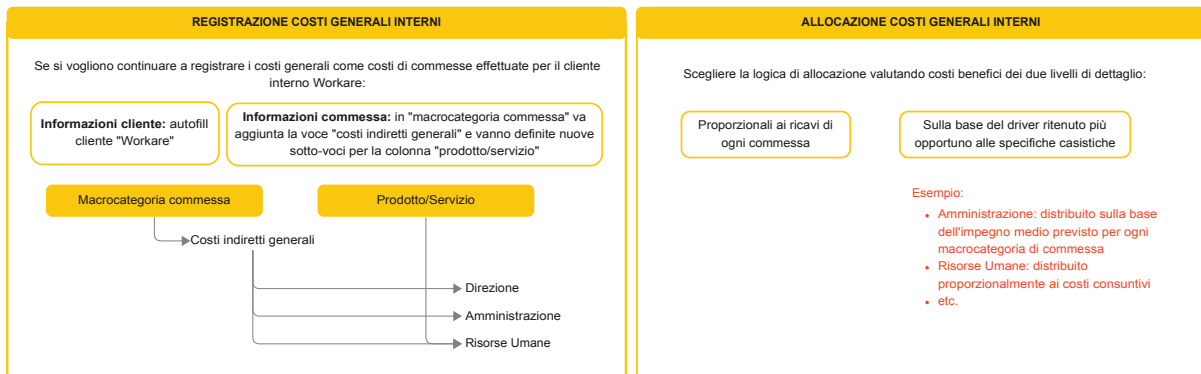 REGISTRAZIONE COSTI GENERALI INTERNI
Se si vogliono continuare a registrare i costi generali come costi di commesse effettuate per il cliente
interno Workare:
Informazioni cliente: autofill
cliente "Workare"
Informazioni commessa: in "macrocategoria commessa" va
aggiunta la voce "costi indiretti generali" e vanno definite nuove
sotto-voci per la colonna "prodotto/servizio"
Macrocategoria commessa
Prodotto/Servizio
Costi indiretti generali
Direzione
Amministrazione
Risorse Umane
ALLOCAZIONE COSTI GENERALI INTERNI
Scegliere la logica di allocazione valutando costi benefici dei due livelli di dettaglio:
Proporzionali ai ricavi di
ogni commessa
Sulla base del driver ritenuto più
opportuno alle specifiche casistiche
Esempio:
• Amministrazione: distribuito sulla base
dell'impegno medio previsto per ogni
macrocategoria di commessa
• Risorse Umane: distribuito
proporzionalmente ai costi consuntivi
• etc.